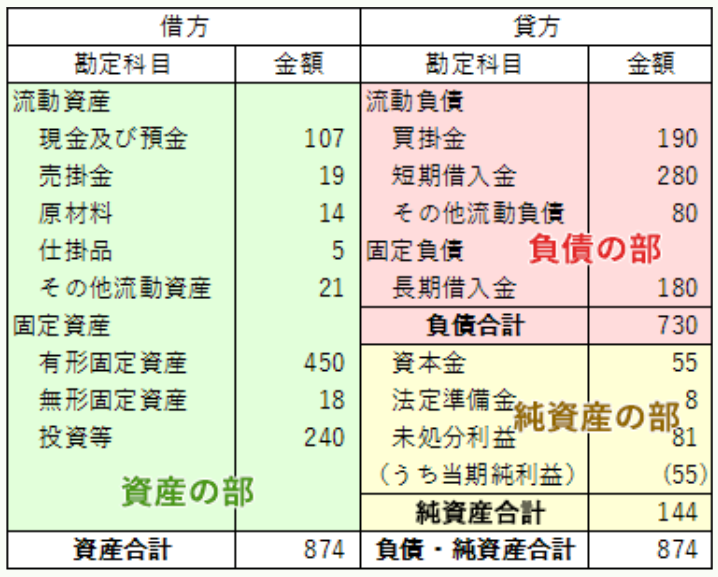 借方 貸方
勘定科目 金額 勘定科目 金額
流動資産 流動負債
現金及び預金 107 買掛金 190
売掛金 19 短期借入金 280
原材料 14 その他流動負債 80
仕掛品 5 固定負債 負債の部
その他流動資産 21 長期借入金 180
固定資産 負債合計 730
有形固定資産 450 資本金 55
無形固定資産 18 法定準備金 8
純資産の部
投資等 240 未処分利益 81
(うち当期純利益) (55)
資産の部
純資産合計 144
資産合計 874 負債・純資産合計 874